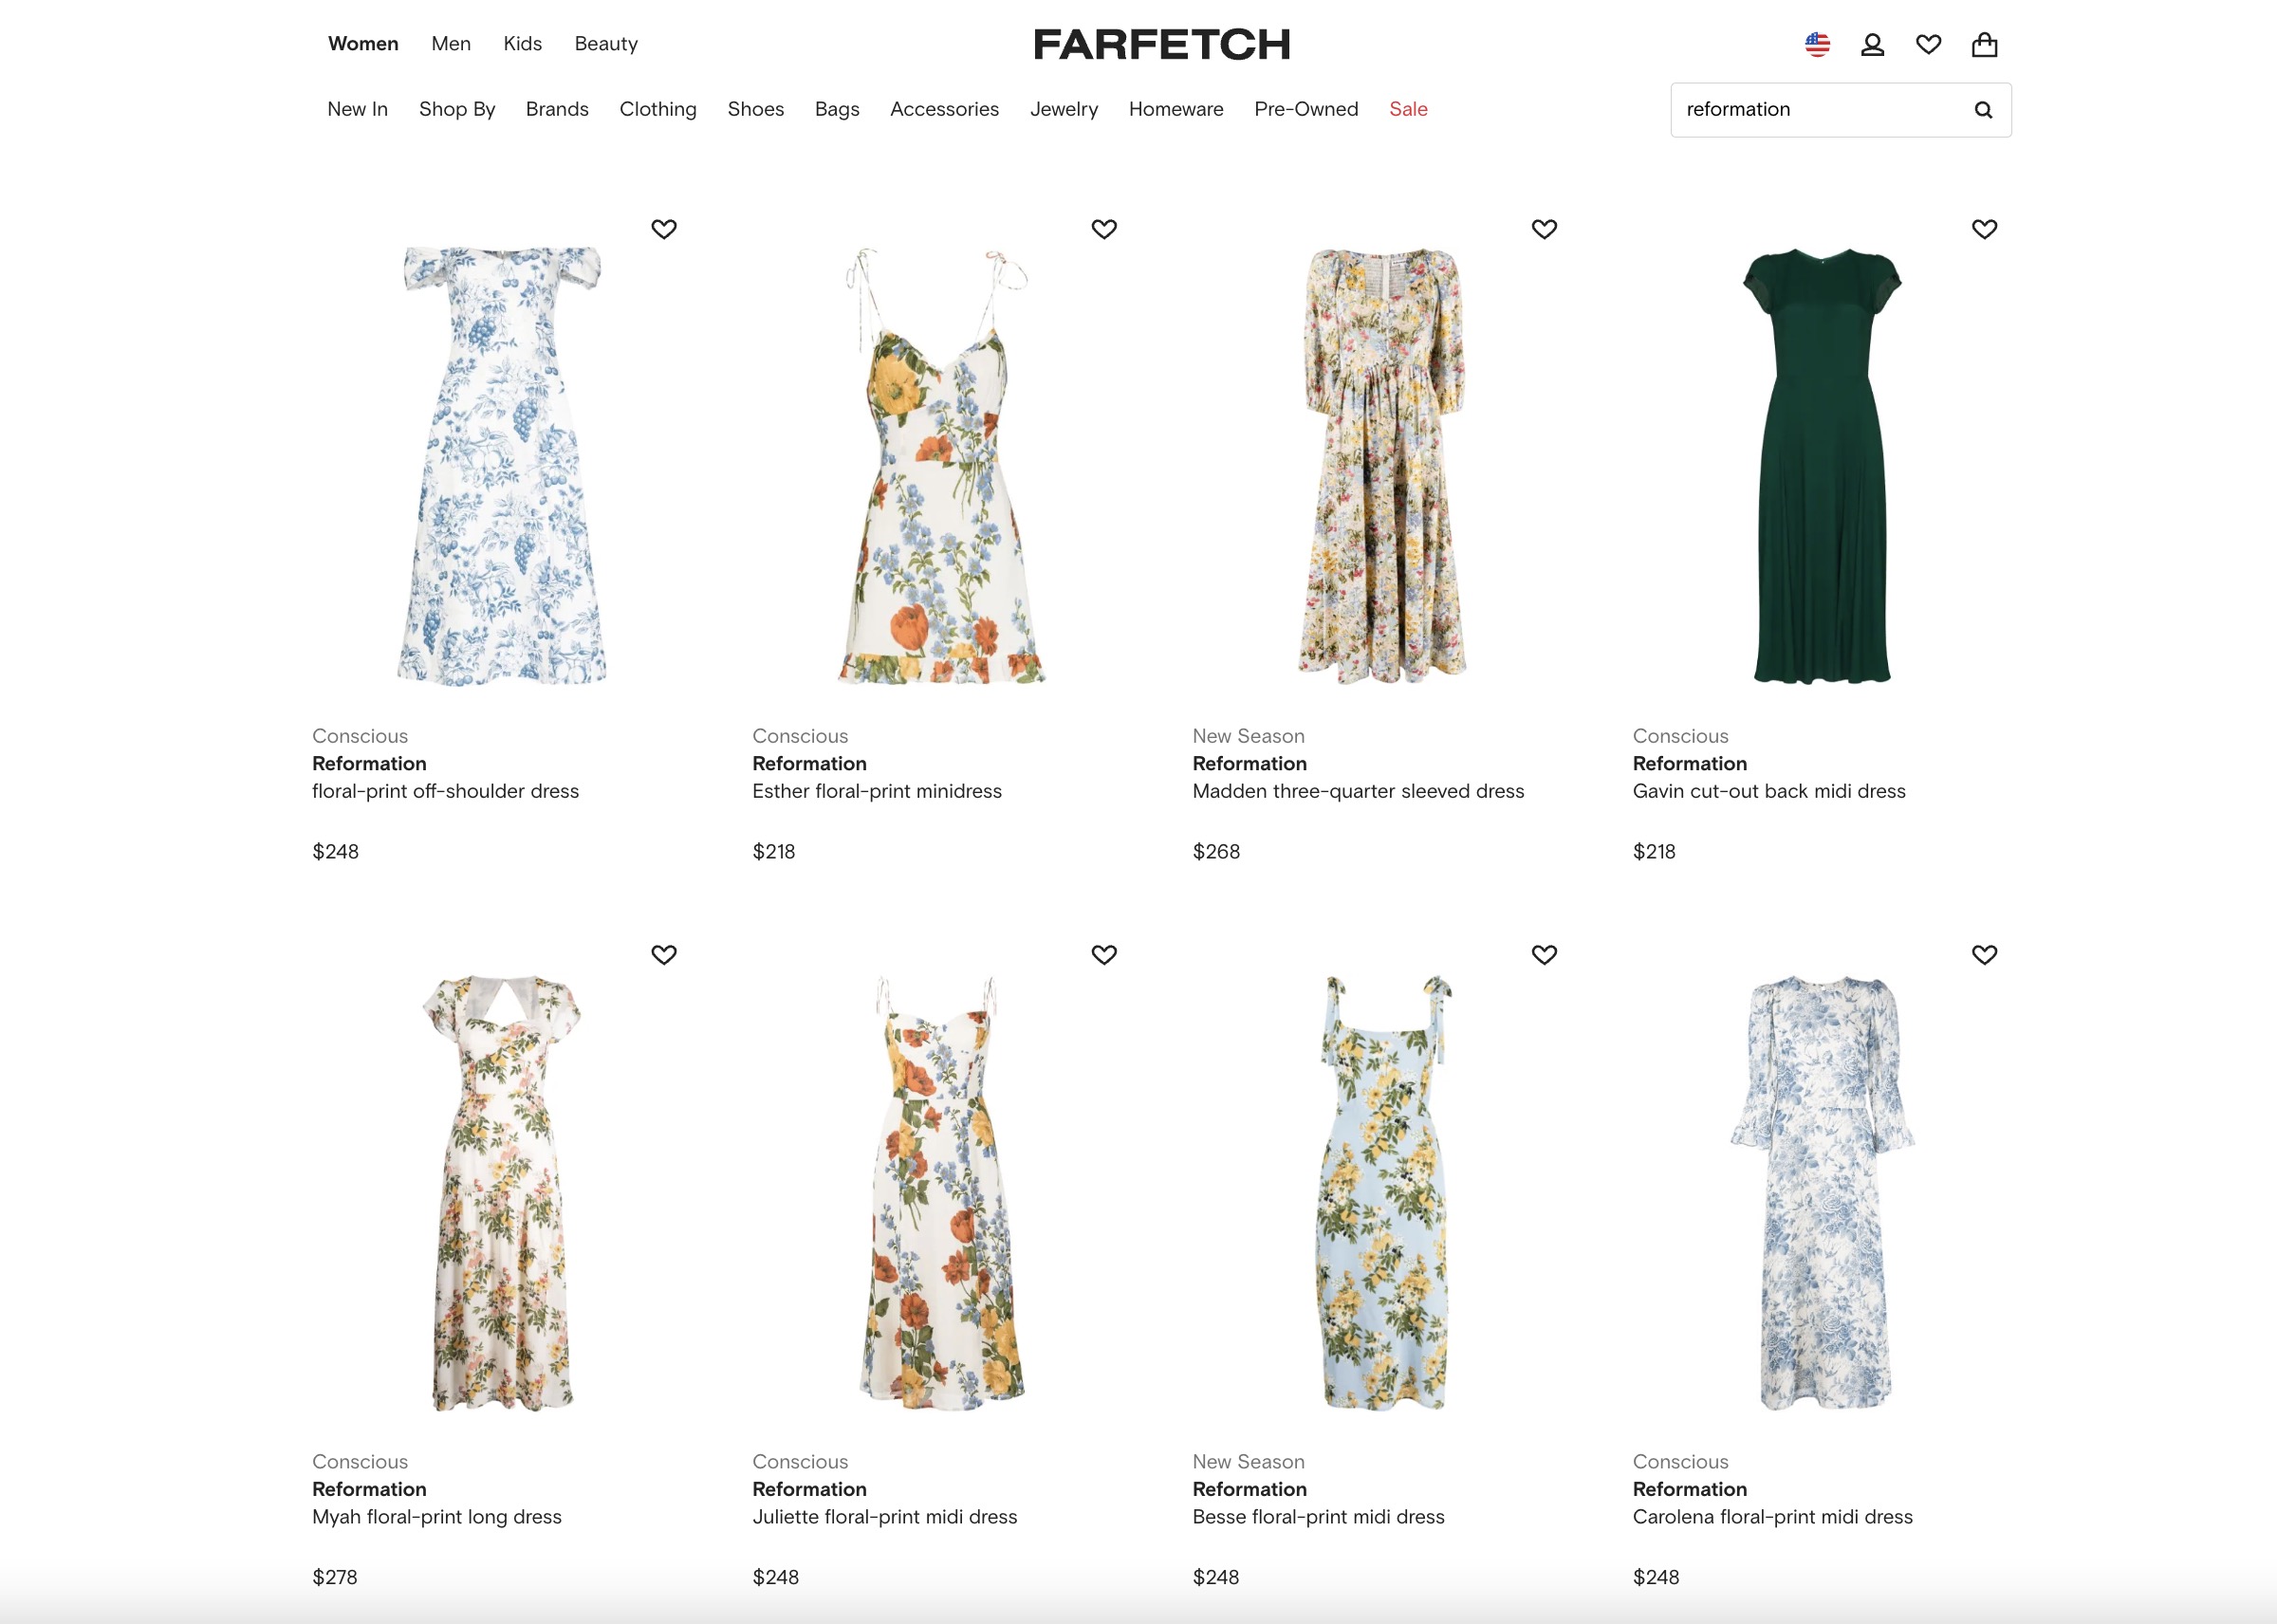 Women Men Kids Beauty
FARFETCH
New In Shop By Brands Clothing Shoes Bags Accessories Jewelry Homeware Pre-Owned Sale
reformation
Conscious
Reformation
floral-print off-shoulder dress
$248
Conscious
Reformation
Esther floral-print minidress
$218
New Season
Reformation
Madden three-quarter sleeved dress
$268
Conscious
Reformation
Gavin cut-out back midi dress
$218
Conscious
Reformation
Myah floral-print long dress
$278
Conscious
Reformation
Juliette floral-print midi dress
$248
New Season
Reformation
Besse floral-print midi dress
$248
Conscious
Reformation
Carolena floral-print midi dress
$248